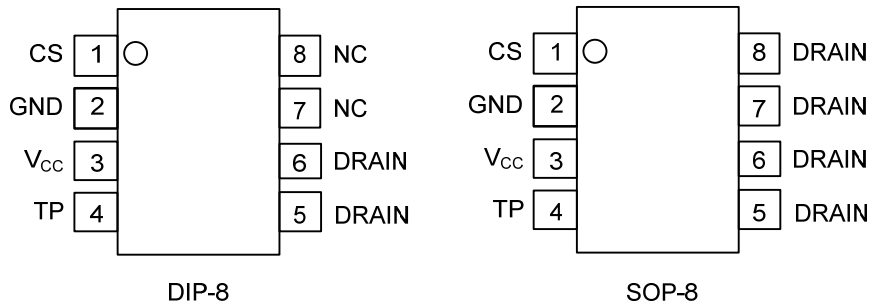 CS 1 8 NC
GND 2 7 NC
VCC 3 6 DRAIN
TP 4 5 DRAIN
DIP-8
CS 1 8 DRAIN
GND 2 7 DRAIN
VCC 3 6 DRAIN
TP 4 5 DRAIN
SOP-8